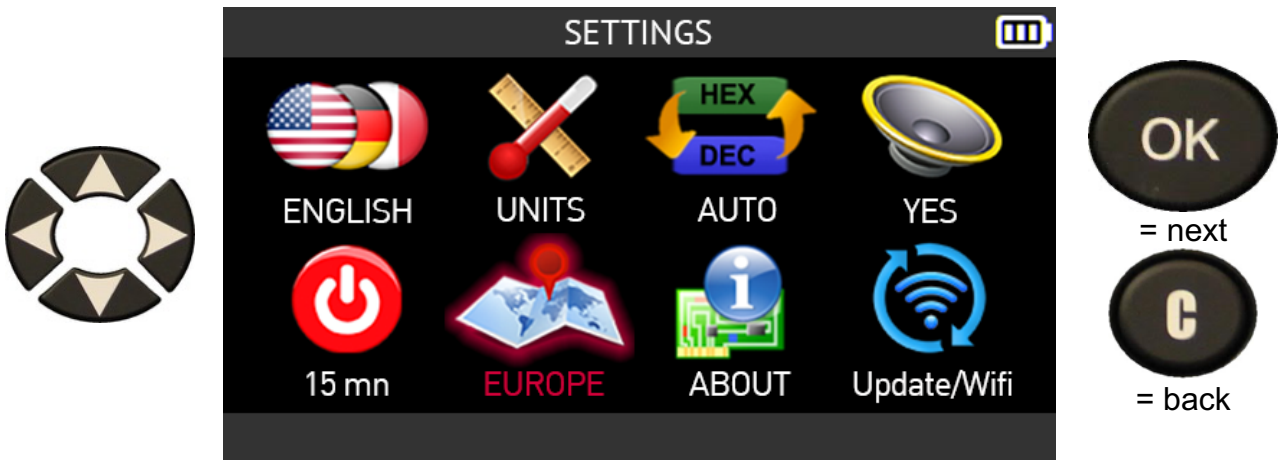 SETTINGS
HEX
DEC
ENGLISH UNITS AUTO YES
15 mn EUROPE ABOUT Update/Wifi
OK
= next
C
= back